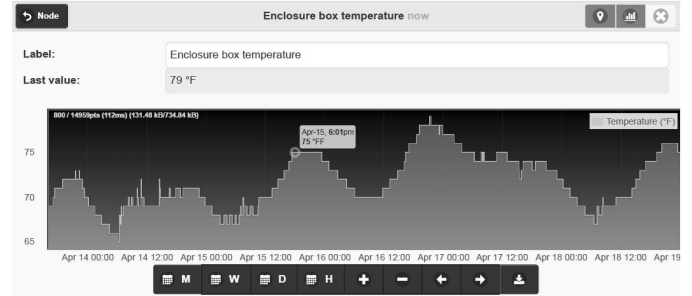 Node
Enclosure box temperature now
Label:
Enclosure box temperature
Last value:
79 °F
800 / 14959pts (112ms) (131.48 kB/734.84 kB)
Temperature (°F)
Apr-15, 6:01pm
75 °FF
75
70
65
Apr 14 00:00 Apr 14 12:00 Apr 15 00:00 Apr 15 12:00 Apr 16 00:00 Apr 16 12:00 Apr 17 00:00 Apr 17 12:00 Apr 18 00:00 Apr 18 12:00 Apr 19
M W D H